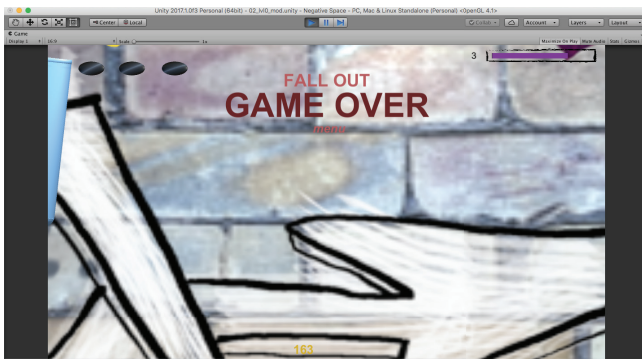 Unity 2017.1.0f3 Personal (64bit) - 02_lvl0_mod.unity - Negative Space - PC, Mac & Linux Standalone (Personal) <OpenGL 4.1>
Center Local Collab Account Layers Layout
Game
Display 1 16:9 Scale 1x Maximize On Play Mute Audio Stats Gizmos
3
FALL OUT
GAME OVER
163